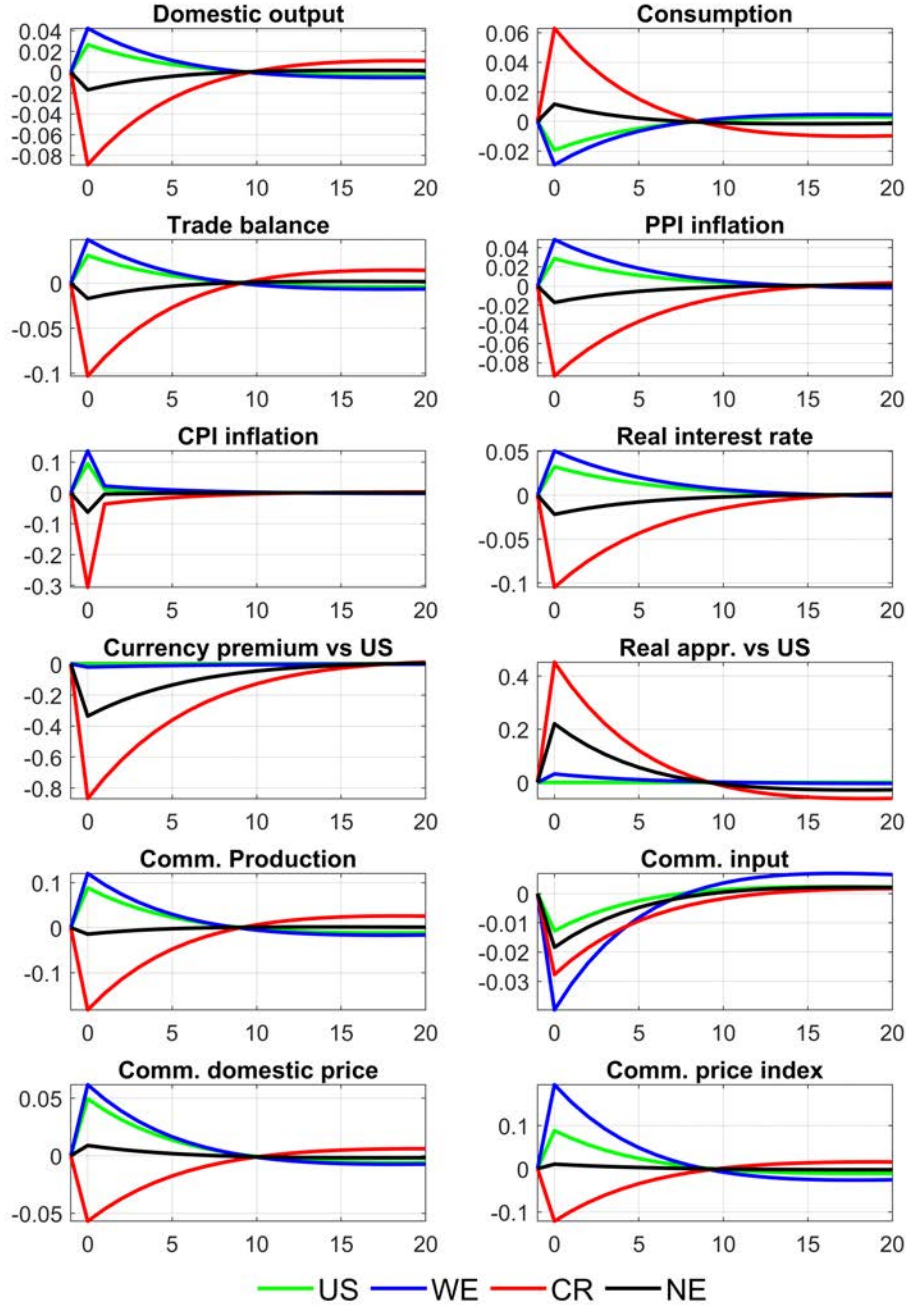 Domestic output
0.04
0.02
0
-0.02
-0.04
-0.06
-0.08
0 5 10 15 20
Consumption
0.06
0.04
0.02
0
-0.02
0 5 10 15 20
Trade balance
0
-0.05
-0.1
0 5 10 15 20
PPI inflation
0.04
0.02
0
-0.02
-0.04
-0.06
-0.08
0 5 10 15 20
CPI inflation
0.1
0
-0.1
-0.2
-0.3
0 5 10 15 20
Real interest rate
0.05
0
-0.05
-0.1
0 5 10 15 20
Currency premium vs US
0
-0.2
-0.4
-0.6
-0.8
0 5 10 15 20
Real appr. vs US
0.4
0.2
0
0 5 10 15 20
Comm. Production
0.1
0
-0.1
0 5 10 15 20
Comm. input
0
-0.01
-0.02
-0.03
0 5 10 15 20
Comm. domestic price
0.05
0
-0.05
0 5 10 15 20
Comm. price index
0.1
0
-0.1
0 5 10 15 20
US WE CR NE